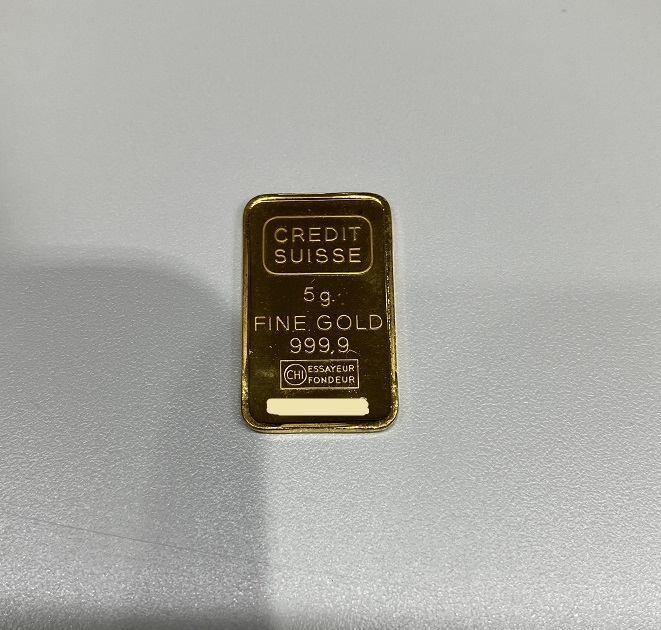 CREDIT
SUISSE
5g.
FINE GOLD
999,9
CHI ESSAYEUR
FONDEUR